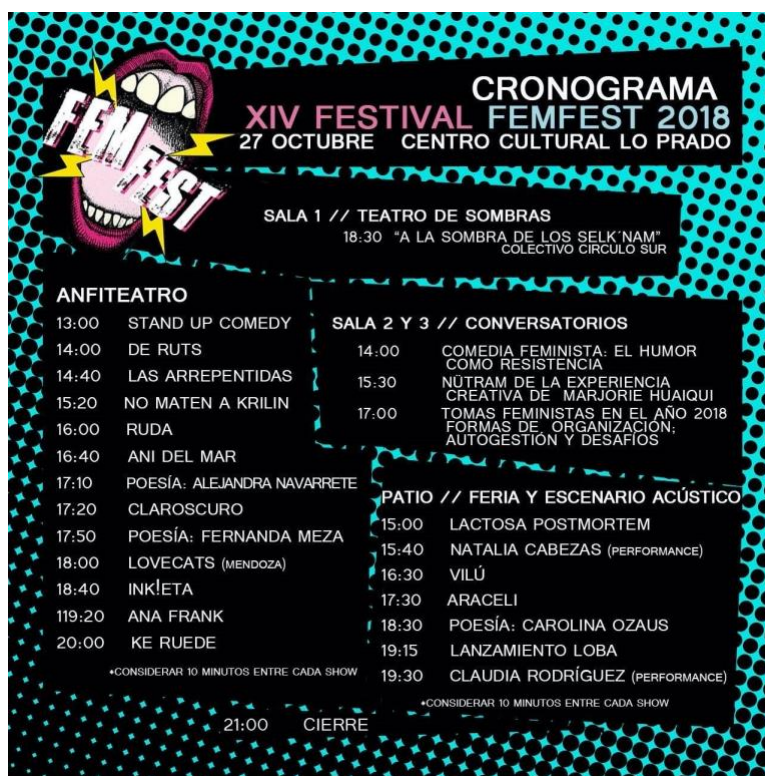 FEM FEST
CRONOGRAMA
XIV FESTIVAL FEMFEST 2018
27 OCTUBRE CENTRO CULTURAL LO PRADO
SALA 1 // TEATRO DE SOMBRAS
18:30 "A LA SOMBRA DE LOS SELK´NAM"
COLECTIVO CIRCULO SUR
ANFITEATRO
13:00 STAND UP COMEDY
14:00 DE RUTS
14:40 LAS ARREPENTIDAS
15:20 NO MATEN A KRILIN
16:00 RUDA
16:40 ANI DEL MAR
17:10 POESÍA: ALEJANDRA NAVARRETE
17:20 CLAROSCURO
17:50 POESÍA: FERNANDA MEZA
18:00 LOVECATS (MENDOZA)
18:40 INK!ETA
119:20 ANA FRANK
20:00 KE RUEDE
*CONSIDERAR 10 MINUTOS ENTRE CADA SHOW
SALA 2 Y 3 // CONVERSATORIOS
14:00 COMEDIA FEMINISTA: EL HUMOR
COMO RESISTENCIA
15:30 NÜTRAM DE LA EXPERIENCIA
CREATIVA DE MARJORIE HUAIQUI
17:00 TOMAS FEMINISTAS EN EL AÑO 2018
FORMAS DE ORGANIZACIÓN;
AUTOGESTIÓN Y DESAFÍOS
PATIO // FERIA Y ESCENARIO ACÚSTICO
15:00 LACTOSA POSTMORTEM
15:40 NATALIA CABEZAS (PERFORMANCE)
16:30 VILÚ
17:30 ARACELI
18:30 POESÍA: CAROLINA OZAUS
19:15 LANZAMIENTO LOBA
19:30 CLAUDIA RODRÍGUEZ (PERFORMANCE)
*CONSIDERAR 10 MINUTOS ENTRE CADA SHOW
21:00 CIERRE